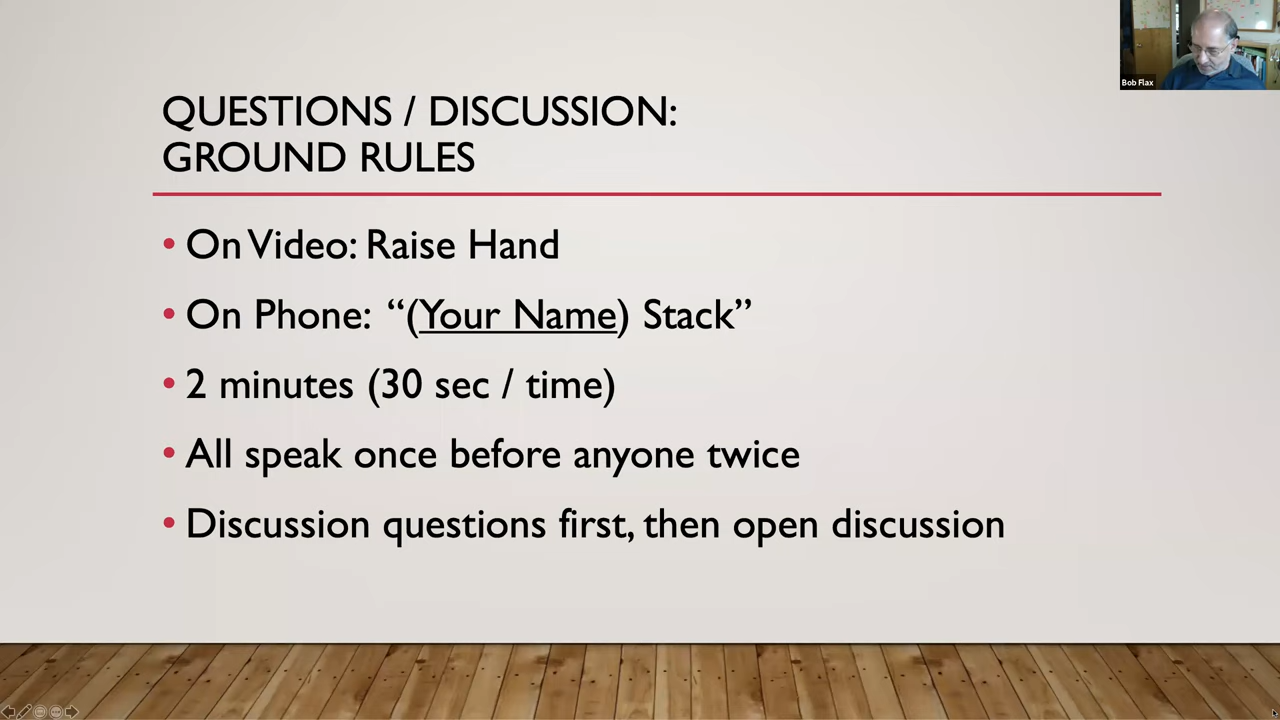 Bob Flax
QUESTIONS / DISCUSSION:
GROUND RULES
• On Video: Raise Hand
• On Phone: “(Your Name) Stack”
• 2 minutes (30 sec / time)
• All speak once before anyone twice
• Discussion questions first, then open discussion